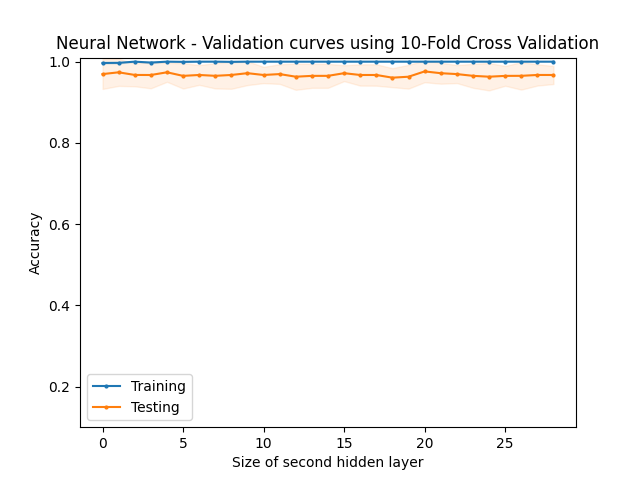 Neural Network - Validation curves using 10-Fold Cross Validation
1.0
0.8
0.6
0.4
0.2
Accuracy
Training
Testing
0 5 10 15 20 25
Size of second hidden layer